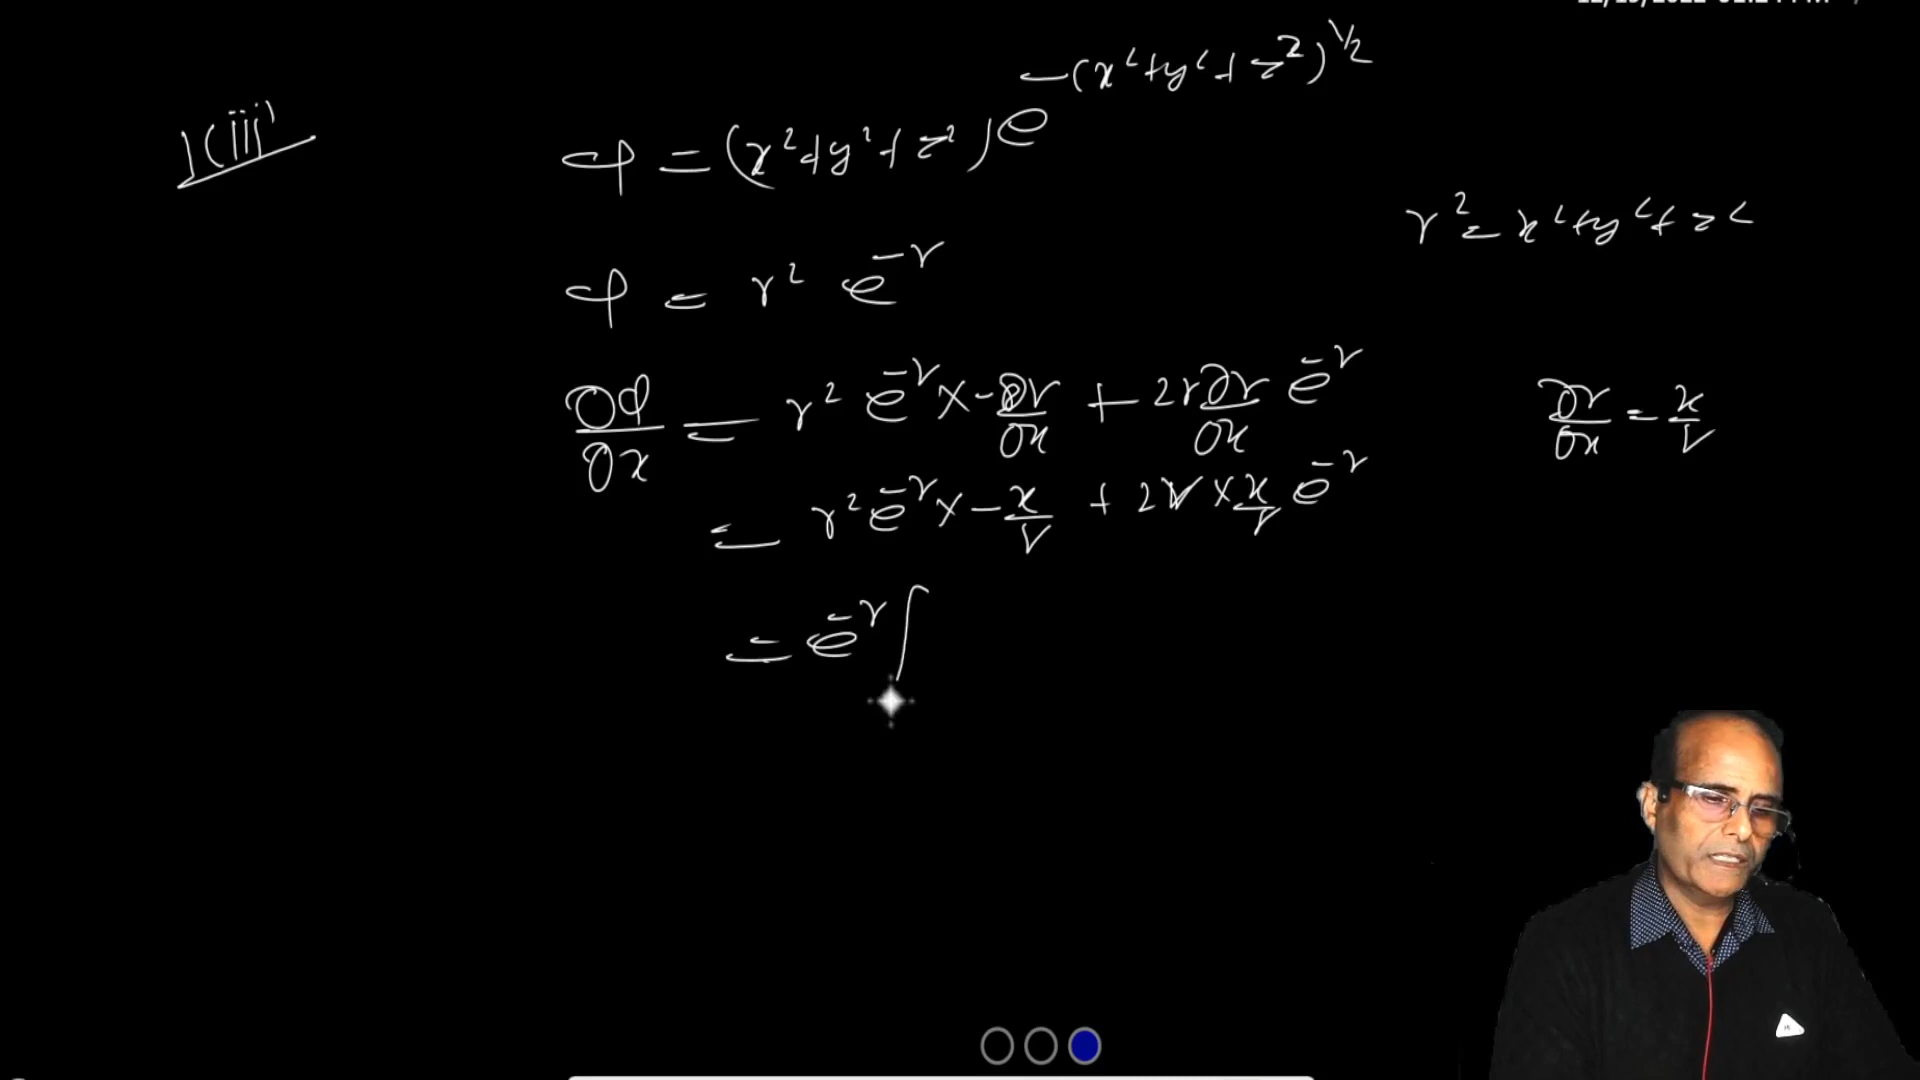 1(iii)
φ = (x²+y²+z²)e^{-(x²+y²+z²)^{1/2}}
r² = x²+y²+z²
φ = r² e^{-r}
∂φ/∂x = r² e^{-r} x -∂r/∂x + 2r ∂r/∂x e^{-r}
∂r/∂x = x/r
= r² e^{-r} x -x/r + 2r × x/r e^{-r}
= e^{-r} [